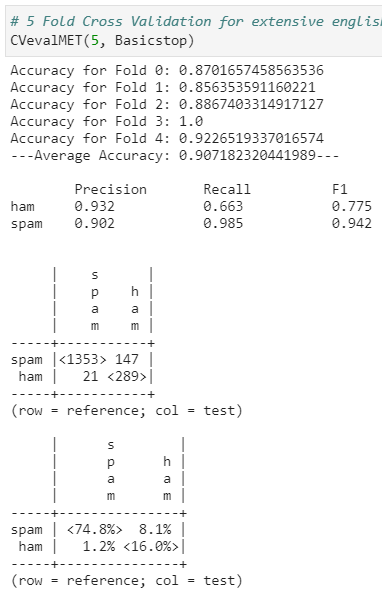 # 5 Fold Cross Validation for extensive englis
CVevalMET(5, Basicstop)
Accuracy for Fold 0: 0.8701657458563536
Accuracy for Fold 1: 0.856353591160221
Accuracy for Fold 2: 0.8867403314917127
Accuracy for Fold 3: 1.0
Accuracy for Fold 4: 0.9226519337016574
---Average Accuracy: 0.907182320441989---
Precision Recall F1
ham 0.932 0.663 0.775
spam 0.902 0.985 0.942
| s |
| p h |
| a a |
| m m |
-----+-----------+
spam |<1353> 147 |
ham | 21 <289>|
-----+-----------+
(row = reference; col = test)
| s |
| p h |
| a a |
| m m |
-----+---------------+
spam | <74.8%> 8.1% |
ham | 1.2% <16.0%>|
-----+---------------+
(row = reference; col = test)